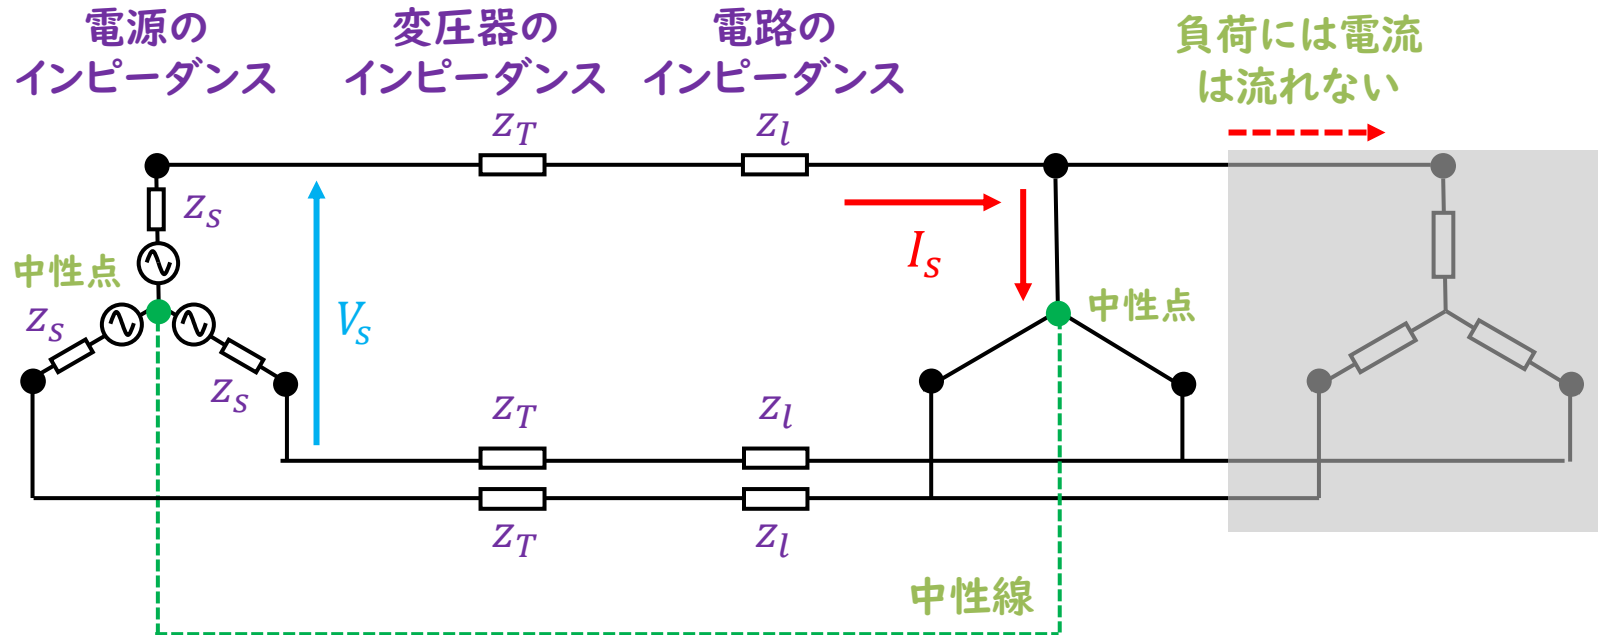 電源の
インピーダンス
変圧器の
インピーダンス
電路の
インピーダンス
負荷には電流
は流れない
z_T
z_l
z_s
中性点
z_s
z_s
V_s
I_s
中性点
z_T
z_l
z_T
z_l
中性線